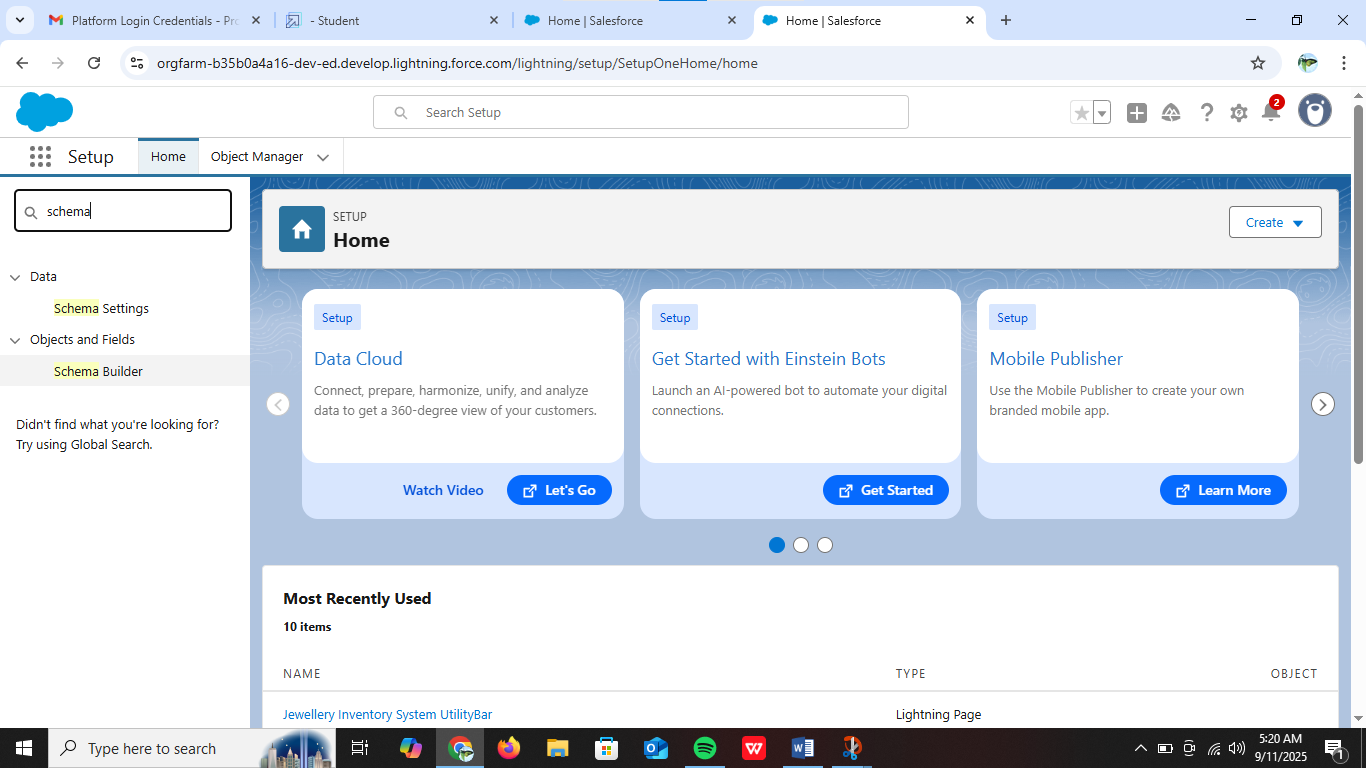 Platform Login Credentials - Pro
- Student
Home | Salesforce
Home | Salesforce
orgfarm-b35b0a4a16-dev-ed.develop.lightning.force.com/lightning/setup/SetupOneHome/home
Search Setup
2
Setup
Home
Object Manager
schema
SETUP
Home
Create
Data
Schema Settings
Objects and Fields
Schema Builder
Didn't find what you're looking for?
Try using Global Search.
Setup
Data Cloud
Connect, prepare, harmonize, unify, and analyze
data to get a 360-degree view of your customers.
Watch Video
Let's Go
Setup
Get Started with Einstein Bots
Launch an AI-powered bot to automate your digital
connections.
Get Started
Setup
Mobile Publisher
Use the Mobile Publisher to create your own
branded mobile app.
Learn More
Most Recently Used
10 items
NAME
TYPE
OBJECT
Jewellery Inventory System UtilityBar
Lightning Page
Type here to search
5:20 AM
9/11/2025
1